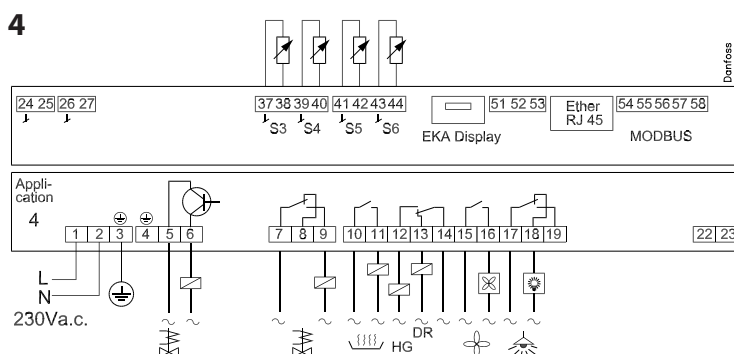 4
Danfoss
24 25 26 27 37 38 39 40 41 42 43 44 51 52 53 Ether RJ 45 54 55 56 57 58
S3 S4 S5 S6
EKA Display MODBUS
Appli-
cation
4
1 2 3 4 5 6 7 8 9 10 11 12 13 14 15 16 17 18 19 22 23
L
N
230Va.c.
DR
HG